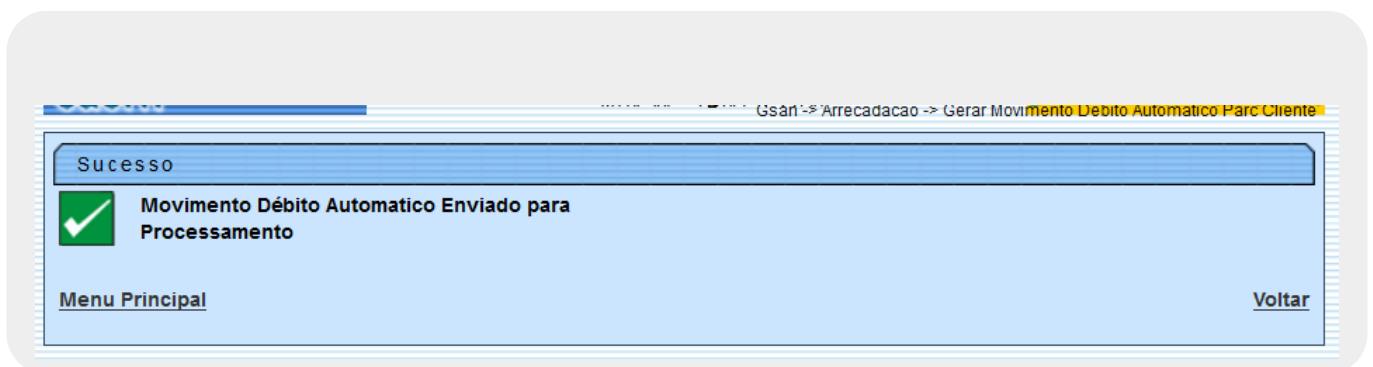 Gsan -> Arrecadacao -> Gerar Movimento Debito Automatico Parc Cliente
Sucesso
Movimento Débito Automatico Enviado para
Processamento
Menu Principal
Voltar